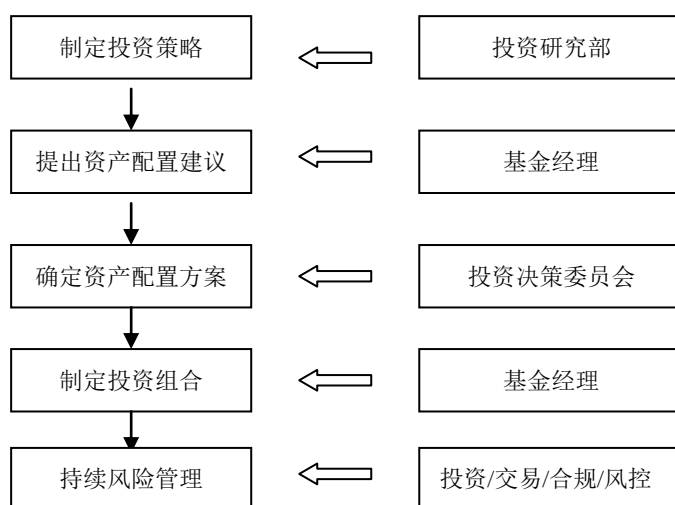 制定投资策略
投资研究部
提出资产配置建议
基金经理
确定资产配置方案
投资决策委员会
制定投资组合
基金经理
持续风险管理
投资/交易/合规/风控